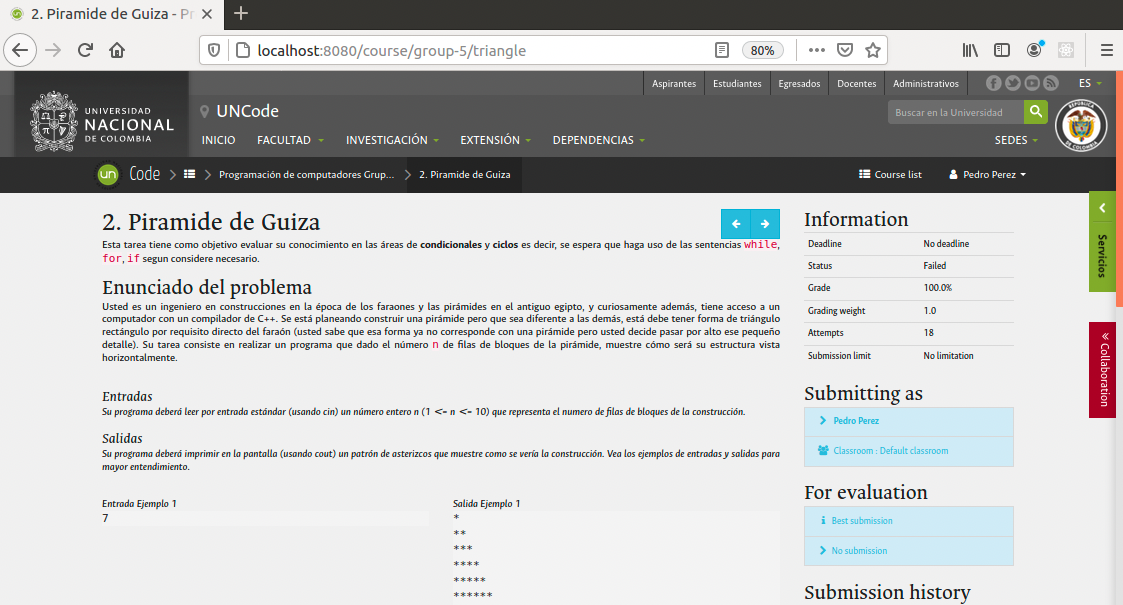 2. Piramide de Guiza - Pr
localhost:8080/course/group-5/triangle
80%
Aspirantes
Estudiantes
Egresados
Docentes
Administrativos
ES
UNIVERSIDAD
NACIONAL
DE COLOMBIA
UNCode
Buscar en la Universidad
INICIO
FACULTAD
INVESTIGACIÓN
EXTENSIÓN
DEPENDENCIAS
SEDES
un Code
Programación de computadores Grup...
2. Piramide de Guiza
Course list
Pedro Perez
Servicios
« Collaboration
2. Piramide de Guiza
Esta tarea tiene como objetivo evaluar su conocimiento en las áreas de condicionales y ciclos es decir, se espera que haga uso de las sentencias while,
for, if segun considere necesario.
Enunciado del problema
Usted es un ingeniero en construcciones en la época de los faraones y las pirámides en el antiguo egipto, y curiosamente además, tiene acceso a un
computador con un compilador de C++. Se está planeando construir una pirámide pero que sea diferente a las demás, está debe tener forma de triángulo
rectángulo por requisito directo del faraón (usted sabe que esa forma ya no corresponde con una pirámide pero usted decide pasar por alto ese pequeño
detalle). Su tarea consiste en realizar un programa que dado el número n de filas de bloques de la pirámide, muestre cómo será su estructura vista
horizontalmente.
Entradas
Su programa deberá leer por entrada estándar (usando cin) un número entero n (1 <= n <= 10) que representa el numero de filas de bloques de la construcción.
Salidas
Su programa deberá imprimir en la pantalla (usando cout) un patrón de asterizcos que muestre como se vería la construcción. Vea los ejemplos de entradas y salidas para
mayor entendimiento.
Entrada Ejemplo 1
7
Salida Ejemplo 1
*
**
***
****
*****
******
Information
Deadline No deadline
Status Failed
Grade 100.0%
Grading weight 1.0
Attempts 18
Submission limit No limitation
Submitting as
Pedro Perez
Classroom : Default classroom
For evaluation
Best submission
No submission
Submission history